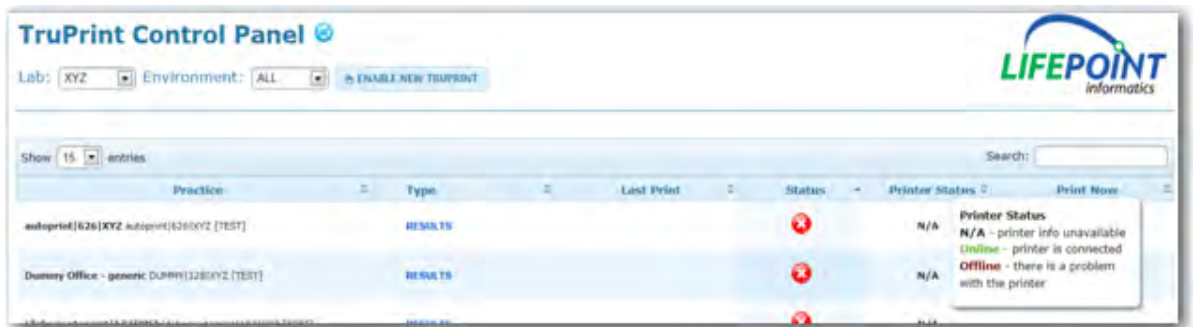 TruPrint Control Panel
Lab: XYZ Environment: ALL ENABLE NEW TRUPRINT
LIFEPOINT
informatics
Show 15 entries Search:
Practice Type Last Print Status Printer Status Print Now
autoprint|626|XYZ autoprint|626|XYZ [TEST] RESULTS N/A
Dummy Office - generic DUMMY|328|XYZ [TEST] RESULTS N/A
Printer Status
N/A - printer info unavailable
Online - printer is connected
Offline - there is a problem
with the printer